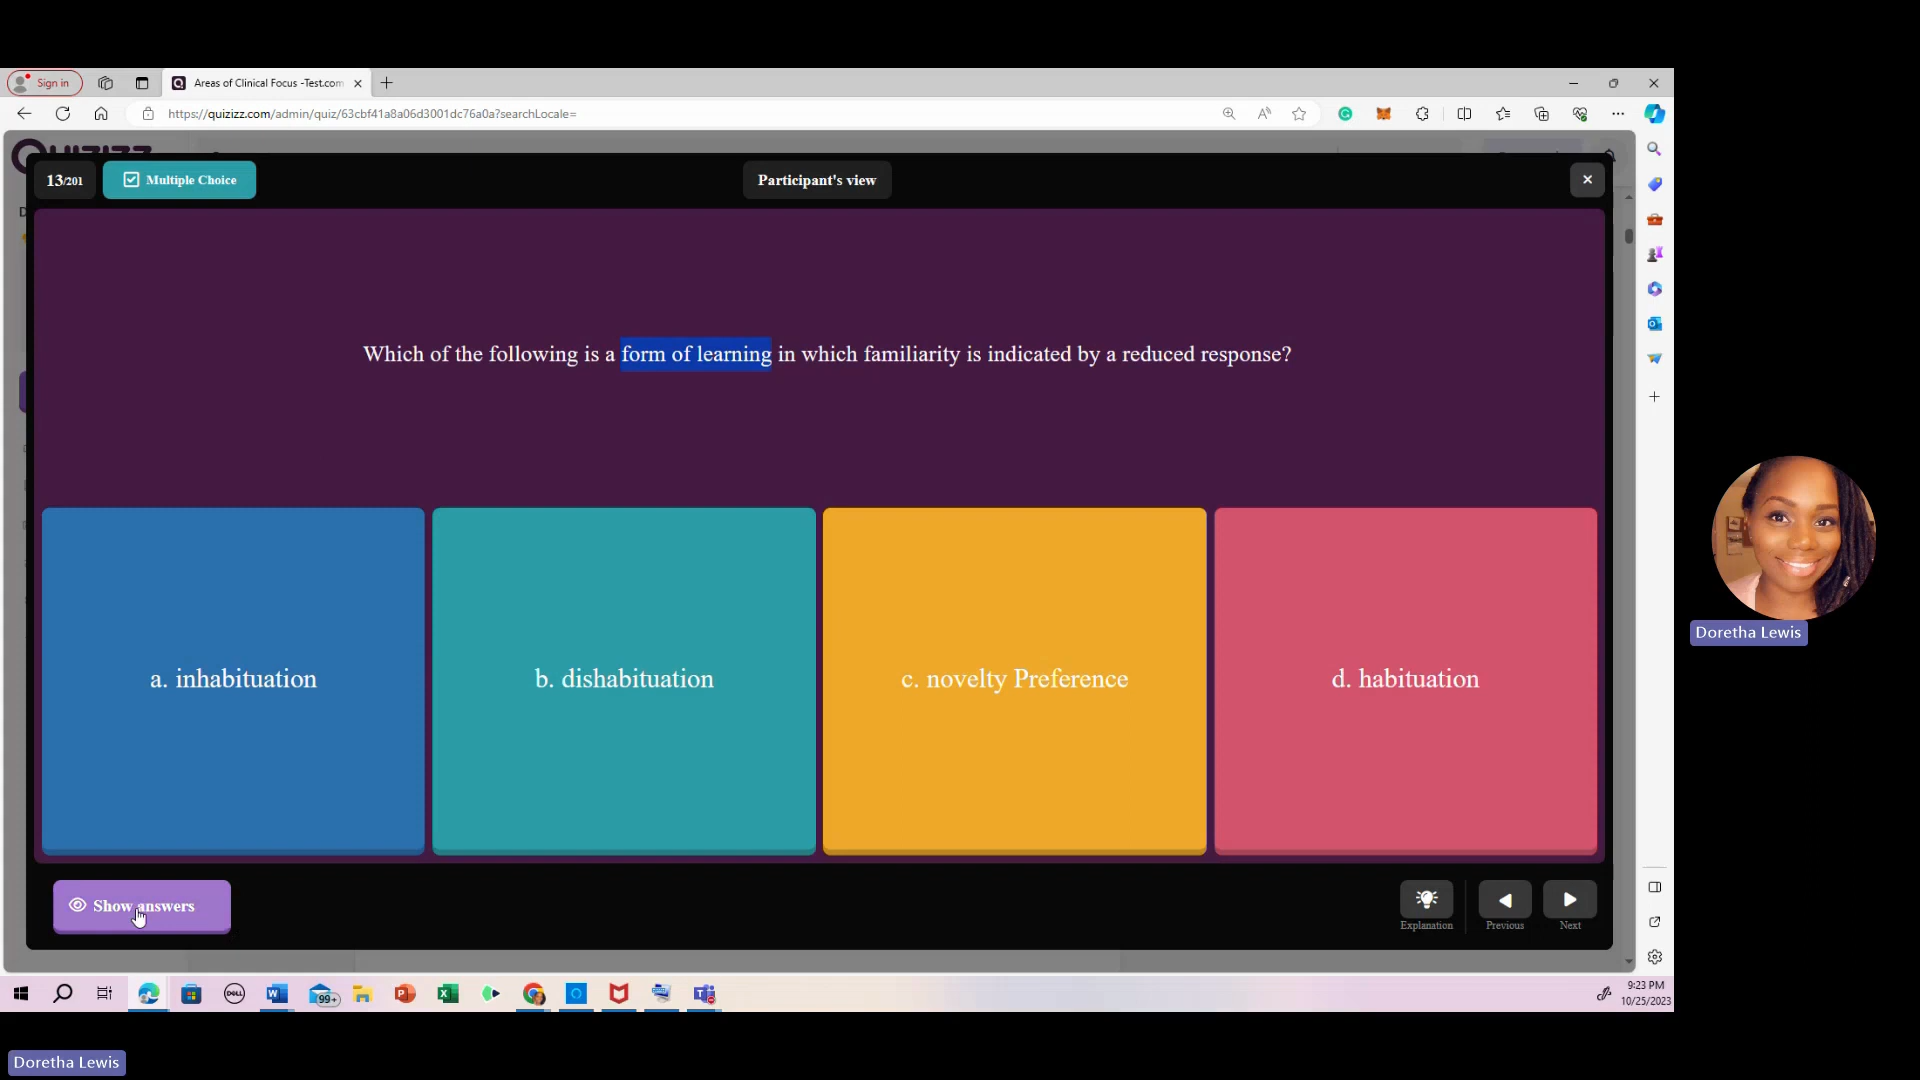 Sign in
Areas of Clinical Focus -Test.com
https://quizizz.com/admin/quiz/63cbf41a8a06d3001dc76a0a?searchLocale=
13/201
Multiple Choice
Participant's view
Which of the following is a form of learning in which familiarity is indicated by a reduced response?
a. inhabituation
b. dishabituation
c. novelty Preference
d. habituation
Show answers
Explanation
Previous
Next
Doretha Lewis
DELL
99+
9:23 PM
10/25/2023
Doretha Lewis